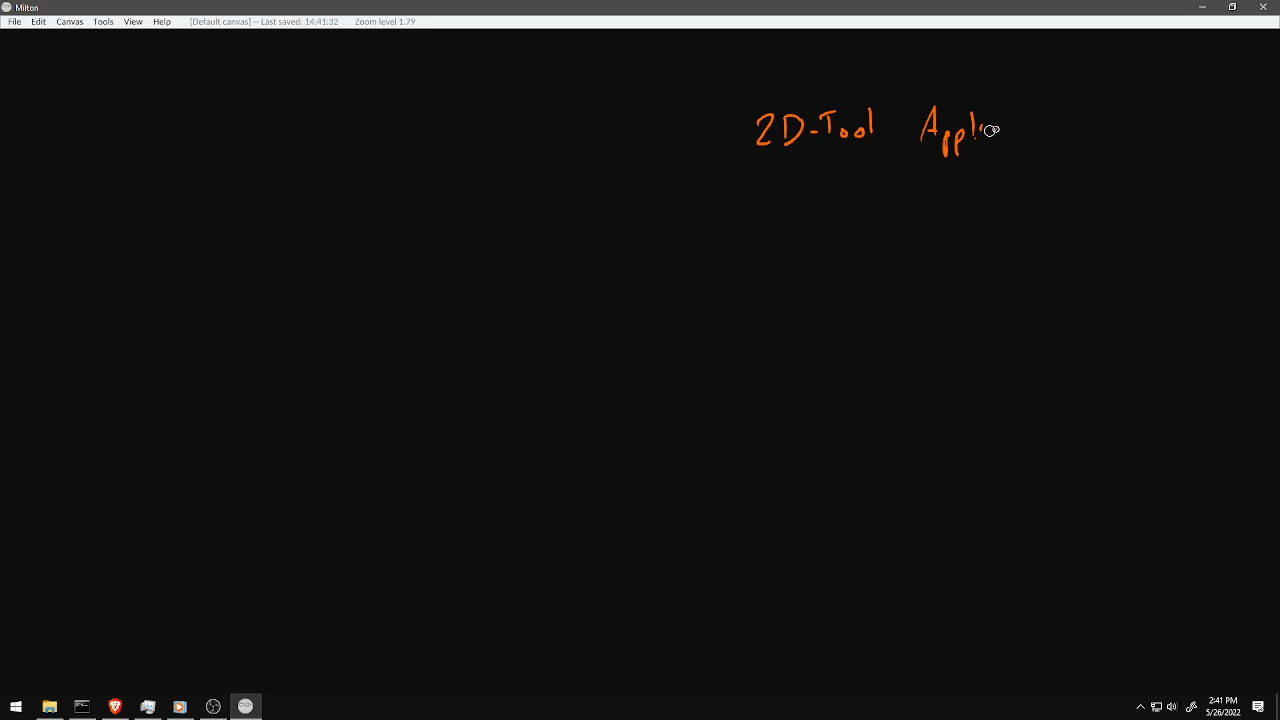 Milton
File Edit Canvas Tools View Help [Default canvas] -- Last saved: 14:41:32 Zoom level 1.79
2D-Tool Appli
2:41 PM
5/26/2022